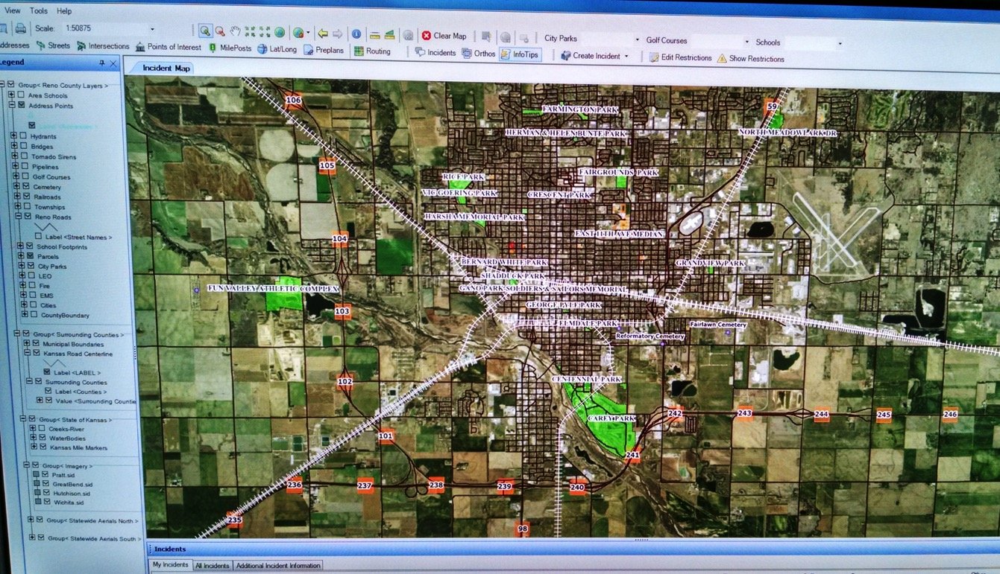 View Tools Help
Scale: 1:50875
Clear Map City Parks Golf Courses Schools
ddresses Streets Intersections Points of Interest MilePosts Lat/Long Preplans Routing Incidents Orthos InfoTips Create Incident Edit Restrictions Show Restrictions
Legend
Incident Map
Group< Reno County Layers >
Area Schools
Address Points
Hydrants
Bridges
Tornado Sirens
Pipelines
Golf Courses
Cemetery
Railroads
Townships
Reno Roads
Label <Street Names >
School Footprints
Parcels
City Parks
LEO
Fire
EMS
Cities
CountyBoundary
Group< Surrounding Counties >
Municipal Boundaries
Kansas Road Centerline
Label <LABEL >
Surrounding Counties
Label <Counties >
Value <Surrounding Countie
Group< State of Kansas >
Creeks-River
WaterBodies
Kansas Mile Markers
Group< Imagery >
Pratt.sid
GreatBend.sid
Hutchison.sid
Wichita.sid
Group< Statewide Aerials North >
Group< Statewide Aerials South >
106
59
FARMINGTON PARK
HERMAN & HELEN BUNTE PARK
NORTH MEADOWLARK DR
105
RICE PARK
FAIRGROUNDS PARK
VIC GOERING PARK
CRESCENT PARK
HARSHA MEMORIAL PARK
104
EAST 11TH AVE MEDIAN
BERNARD WHITE PARK
GRANDVIEW PARK
SHADDUCK PARK
FUN VALLEY ATHLETIC COMPLEX
GANO PARK-SOLDIERS & SAILORS MEMORIAL
103
GEORGE PYLE PARK
ELMDALE PARK
Fairlawn Cemetery
Reformatory Cemetery
102
CENTENNIAL PARK
242
243
244
245
246
CAREY PARK
101
241
236
237
238
239
240
235
98
Incidents
My Incidents All Incidents Additional Incident Information